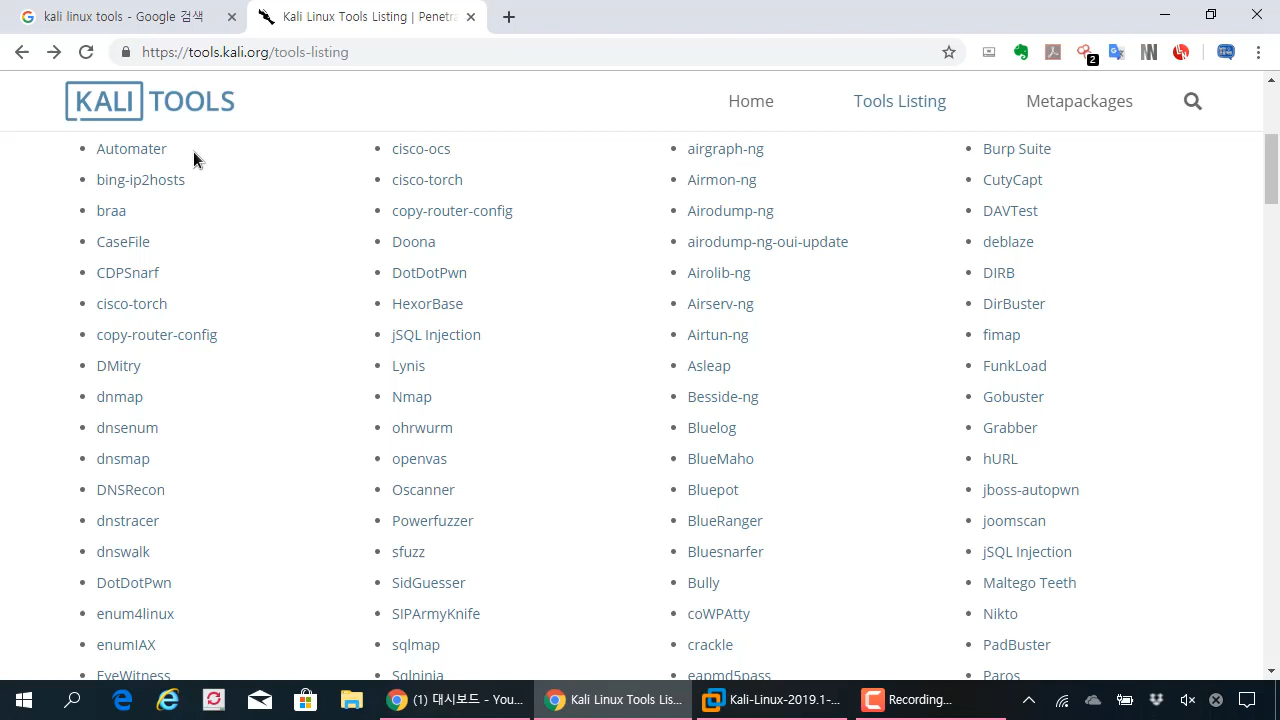 kali linux tools - Google 검색
Kali Linux Tools Listing | Penetra
https://tools.kali.org/tools-listing
2
KALI TOOLS
Home
Tools Listing
Metapackages
Automater
bing-ip2hosts
braa
CaseFile
CDPSnarf
cisco-torch
copy-router-config
DMitry
dnmap
dnsenum
dnsmap
DNSRecon
dnstracer
dnswalk
DotDotPwn
enum4linux
enumIAX
EyeWitness
cisco-ocs
cisco-torch
copy-router-config
Doona
DotDotPwn
HexorBase
jSQL Injection
Lynis
Nmap
ohrwurm
openvas
Oscanner
Powerfuzzer
sfuzz
SidGuesser
SIPArmyKnife
sqlmap
Sqlninja
airgraph-ng
Airmon-ng
Airodump-ng
airodump-ng-oui-update
Airolib-ng
Airserv-ng
Airtun-ng
Asleap
Besside-ng
Bluelog
BlueMaho
Bluepot
BlueRanger
Bluesnarfer
Bully
coWPAtty
crackle
eapmd5pass
Burp Suite
CutyCapt
DAVTest
deblaze
DIRB
DirBuster
fimap
FunkLoad
Gobuster
Grabber
hURL
jboss-autopwn
joomscan
jSQL Injection
Maltego Teeth
Nikto
PadBuster
Paros
(1) 대시보드 - You...
Kali Linux Tools Lis...
Kali-Linux-2019.1-...
Recording...